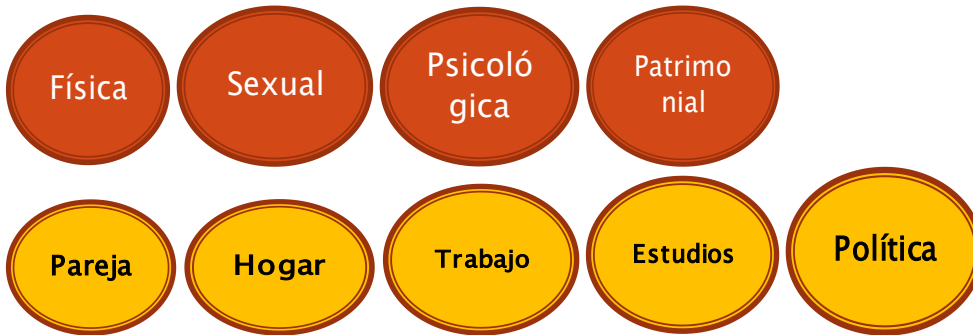 Física
Sexual
Psicoló
gica
Patrimo
nial
Pareja
Hogar
Trabajo
Estudios
Política